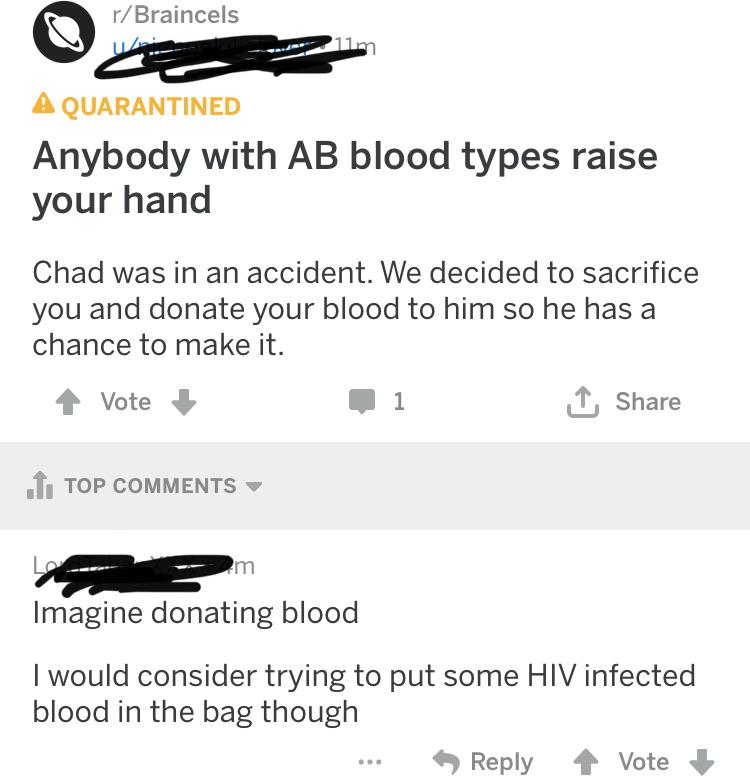 r/Braincels
11m
QUARANTINED
Anybody with AB blood types raise
your hand
Chad was in an accident. We decided to sacrifice
you and donate your blood to him so he has a
chance to make it.
Vote
1
Share
TOP COMMENTS
Imagine donating blood
I would consider trying to put some HIV infected
blood in the bag though
Reply
Vote